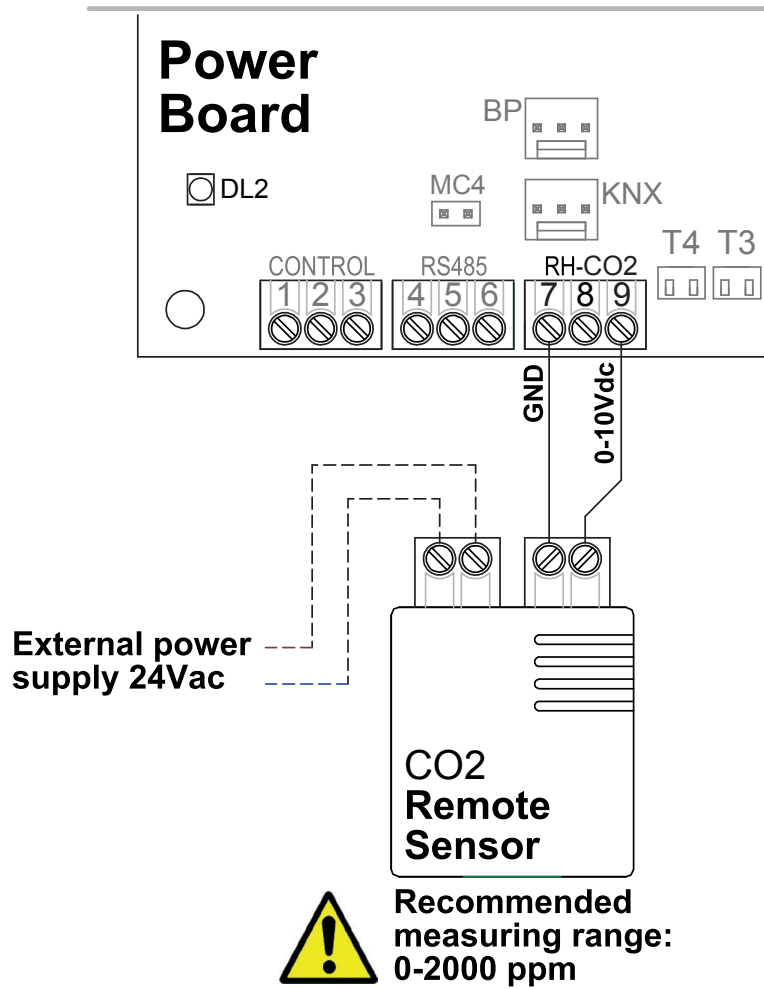 Power
Board
BP
DL2
MC4
KNX
T4 T3
CONTROL RS485 RH-CO2
1 2 3 4 5 6 7 8 9
GND
0-10Vdc
External power
supply 24Vac
CO2
Remote
Sensor
Recommended
measuring range:
0-2000 ppm